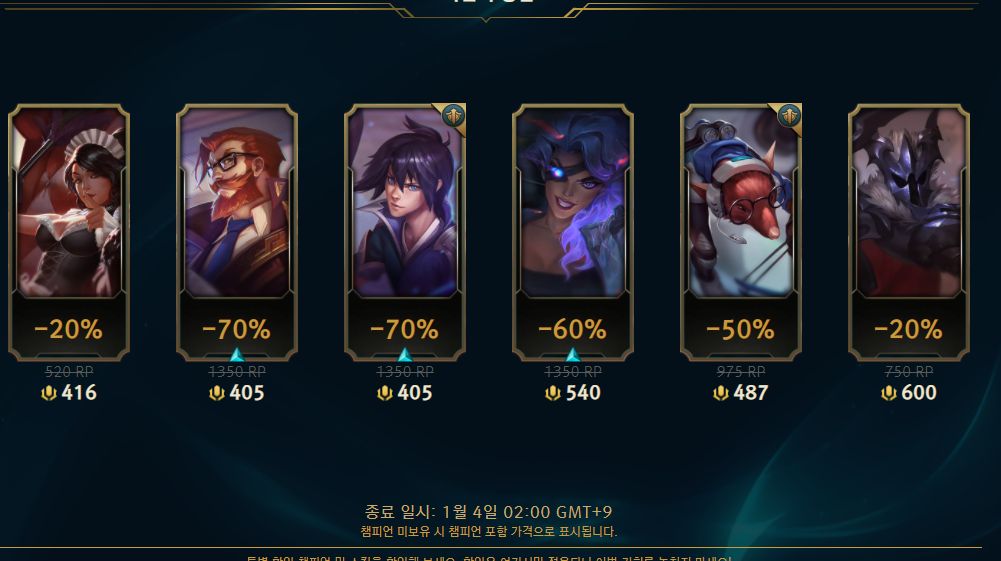 -20% -70% -70% -60% -50% -20%
520 RP 1350 RP 1350 RP 1350 RP 975 RP 750 RP
416 405 405 540 487 600
종료 일시: 1월 4일 02:00 GMT+9
챔피언 미보유 시 챔피언 포함 가격으로 표시됩니다.